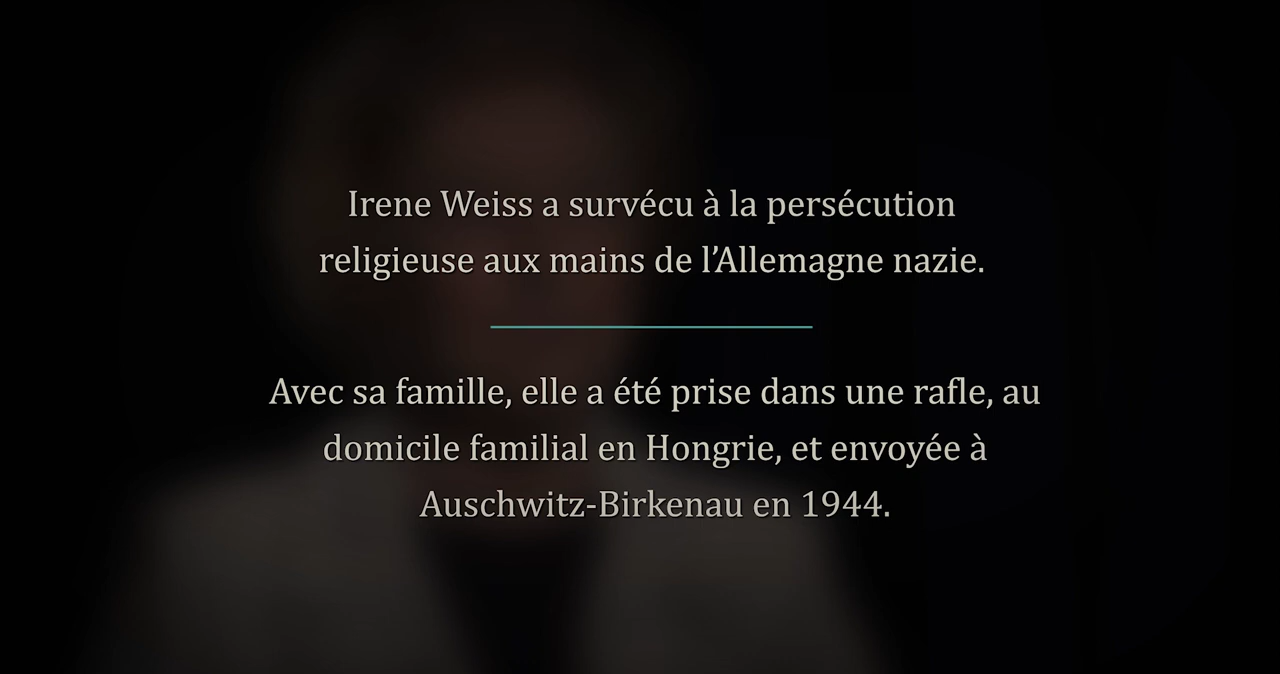 Irene Weiss a survécu à la persécution
religieuse aux mains de l’Allemagne nazie.
Avec sa famille, elle a été prise dans une rafle, au
domicile familial en Hongrie, et envoyée à
Auschwitz-Birkenau en 1944.